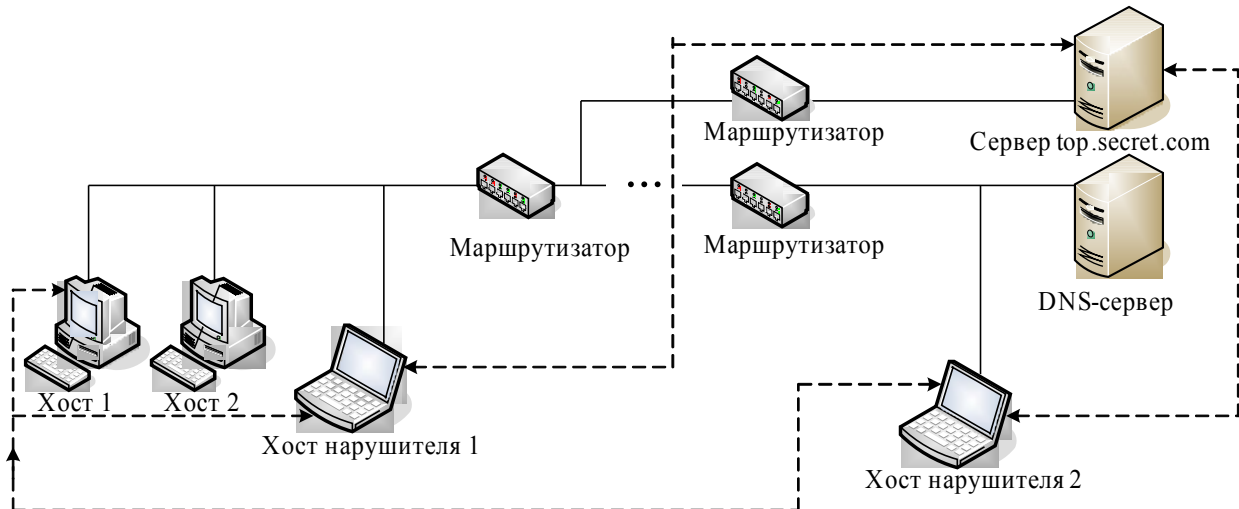 Маршрутизатор
Сервер top.secret.com
Маршрутизатор
Маршрутизатор
DNS-сервер
Хост 1
Хост 2
Хост нарушителя 1
Хост нарушителя 2